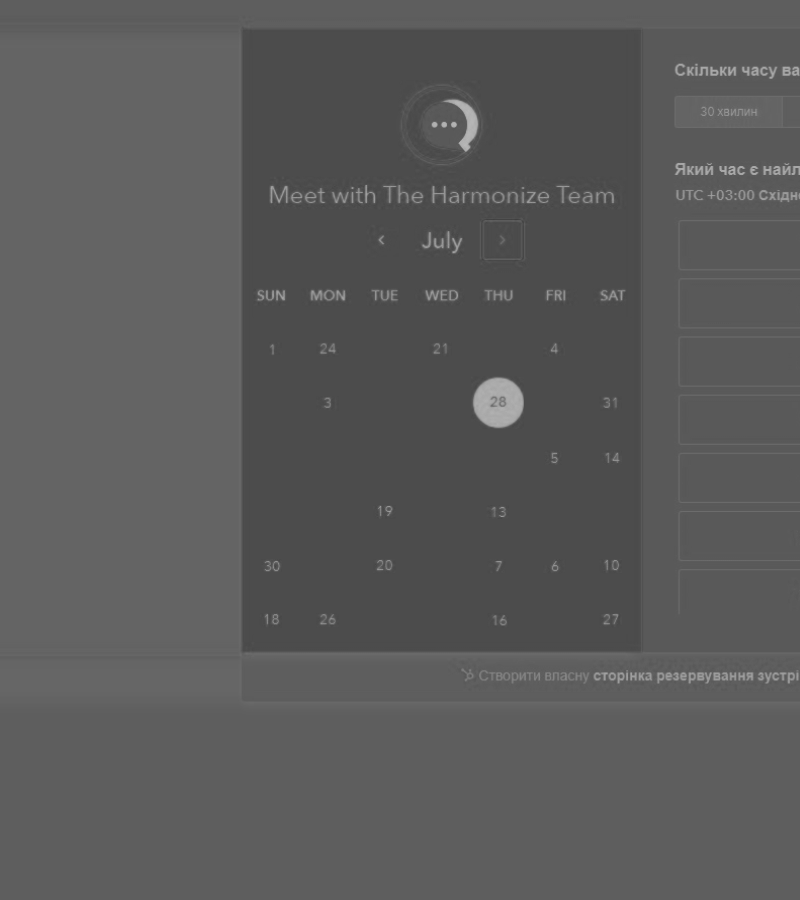 Meet with The Harmonize Team
July
SUN MON TUE WED THU FRI SAT
1 24 21 4
3 28 31
5 14
19 13
30 20 7 6 10
18 26 16 27
Скільки часу ва
30 хвилин
Який час є найл
UTC +03:00 Східно
Створити власну сторінка резервування зустрі